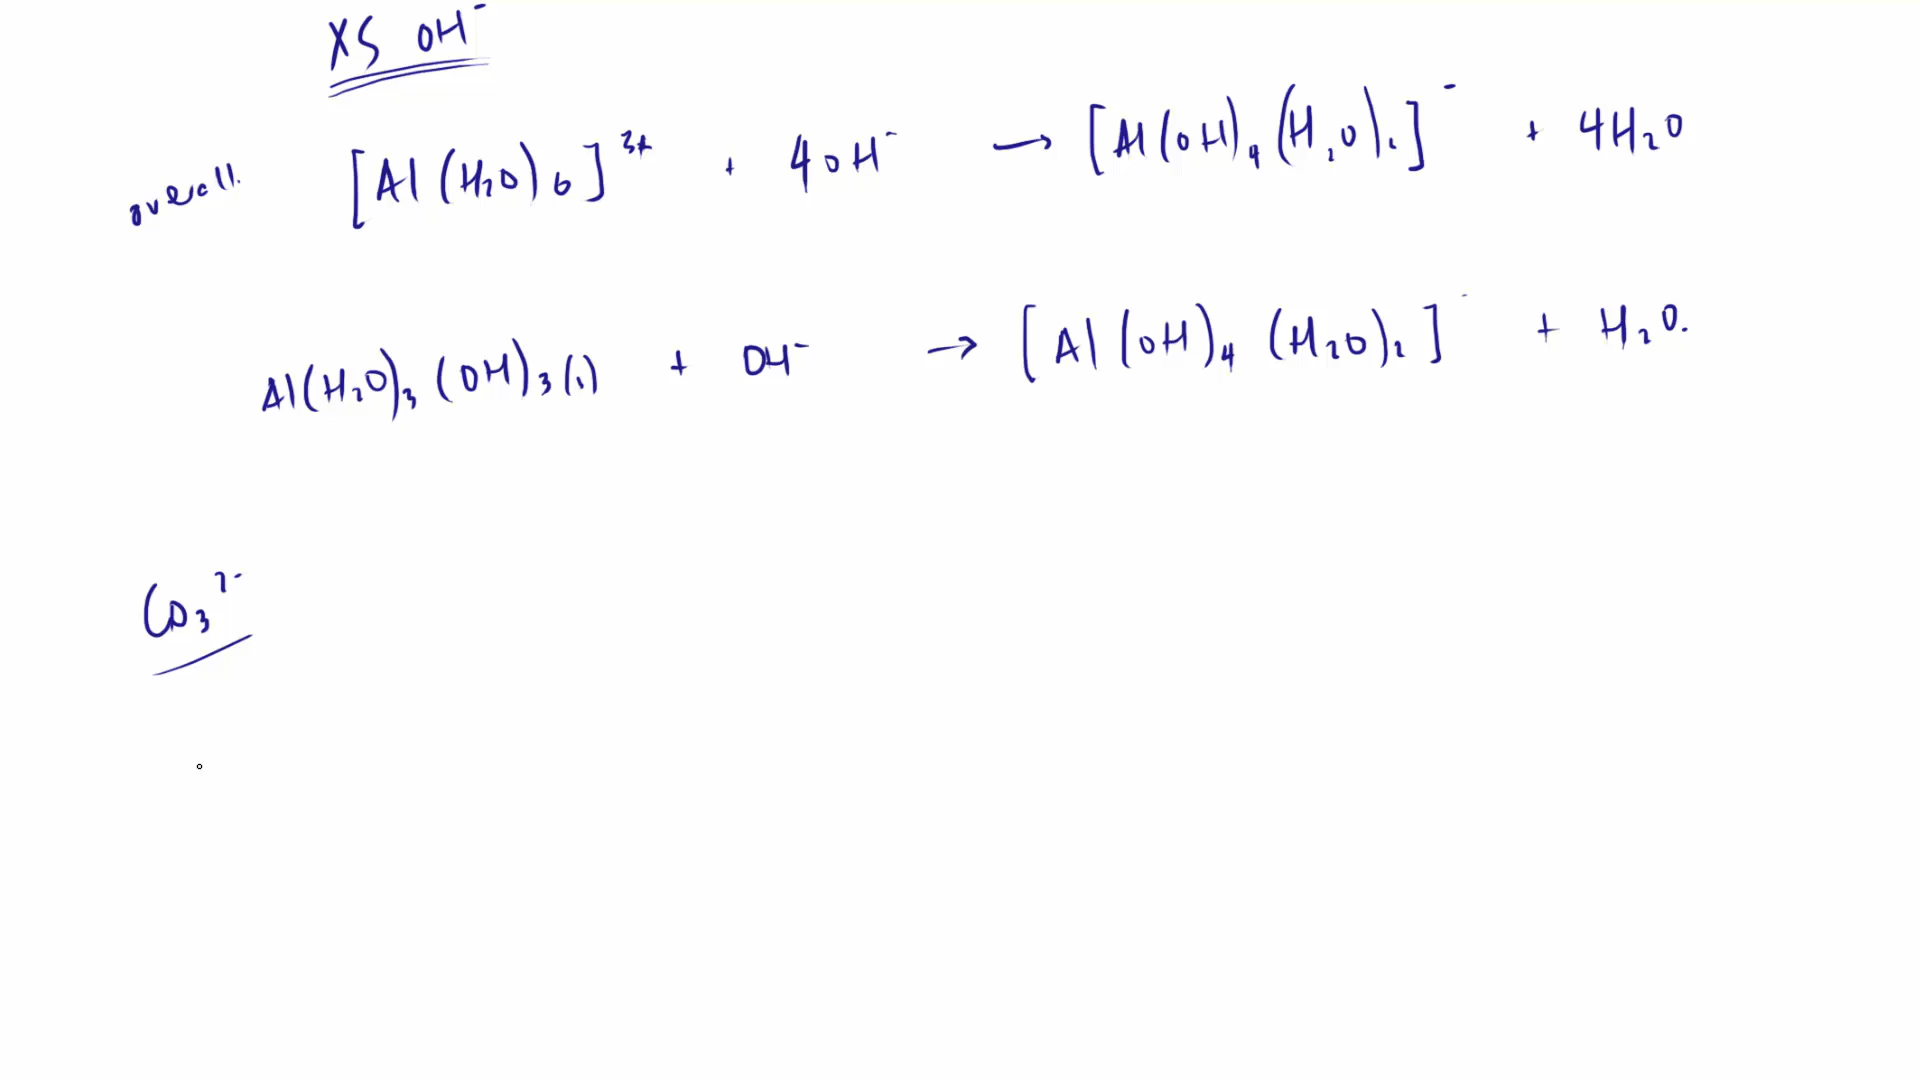 XS OH⁻
overall. [Al(H₂O)₆]³⁺ + 4OH⁻ → [Al(OH)₄(H₂O)₂]⁻ + 4H₂O
Al(H₂O)₃(OH)₃(s) + OH⁻ → [Al(OH)₄(H₂O)₂]⁻ + H₂O.
CO₃²⁻